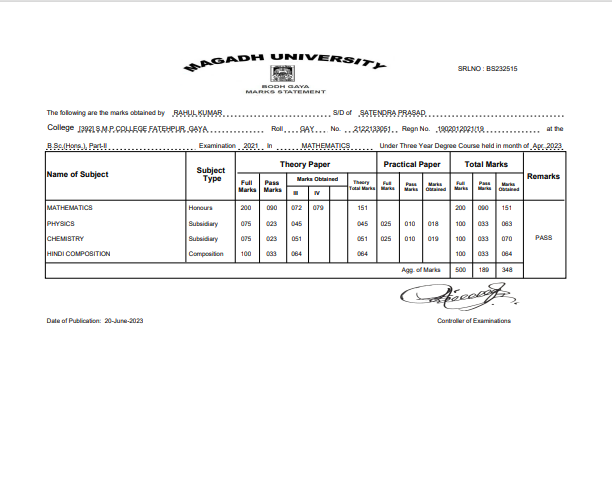 MAGADH UNIVERSITY
BODH GAYA
MARKS STATEMENT
SRLNO : BS232515
The following are the marks obtained by RAHUL KUMAR S/D of SATENDRA PRASAD
College [392] S.M.P.COLLEGE FATEHPUR, GAYA Roll GAY No. 2122133051 Regn No. 1902012021/19 at the
B.Sc.(Hons.), Part-II Examination 2021 In MATHEMATICS Under Three Year Degree Course held in month of Apr, 2023
Name of Subject Subject Type Theory Paper Practical Paper Total Marks Remarks
Full Marks Pass Marks Marks Obtained III IV Theory Total Marks Full Marks Pass Marks Marks Obtained Full Marks Pass Marks Marks Obtained
MATHEMATICS Honours 200 090 072 079 151 200 090 151
PHYSICS Subsidiary 075 023 045 045 025 010 018 100 033 063
CHEMISTRY Subsidiary 075 023 051 051 025 010 019 100 033 070
PASS
HINDI COMPOSITION Composition 100 033 064 064 100 033 064
Agg. of Marks 500 189 348
Date of Publication: 20-June-2023 Controller of Examinations